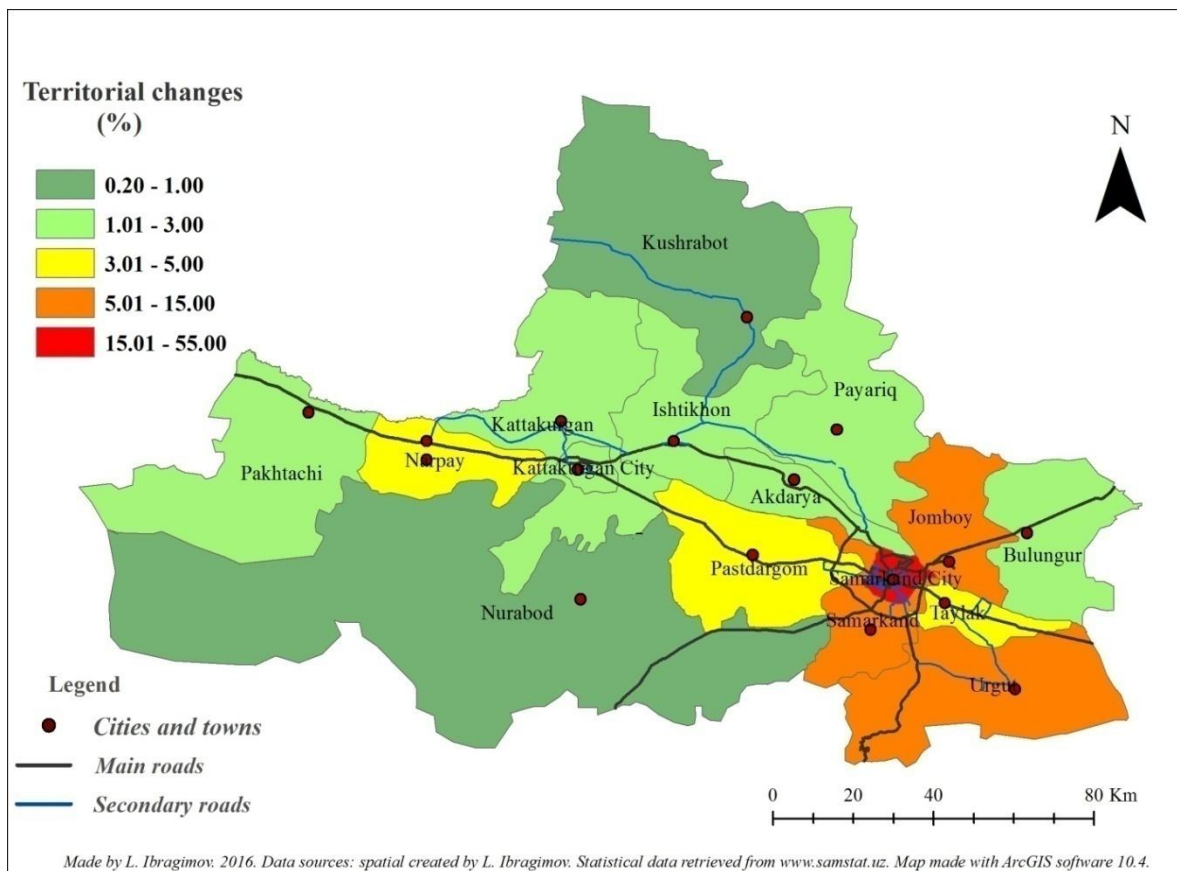 Territorial changes
(%)
0.20 - 1.00
1.01 - 3.00
3.01 - 5.00
5.01 - 15.00
15.01 - 55.00
N
Kushrabot
Payariq
Ishtikhon
Kattakurgan
Narpay
Kattakurgan City
Pakhtachi
Akdarya
Jomboy
Bulungur
Pastdargom
Samarkand City
Nurabod
Samarkand
Taylak
Urgut
Legend
Cities and towns
Main roads
Secondary roads
0 20 40 80 Km
Made by L. Ibragimov. 2016. Data sources: spatial created by L. Ibragimov. Statistical data retrieved from www.samstat.uz. Map made with ArcGIS software 10.4.